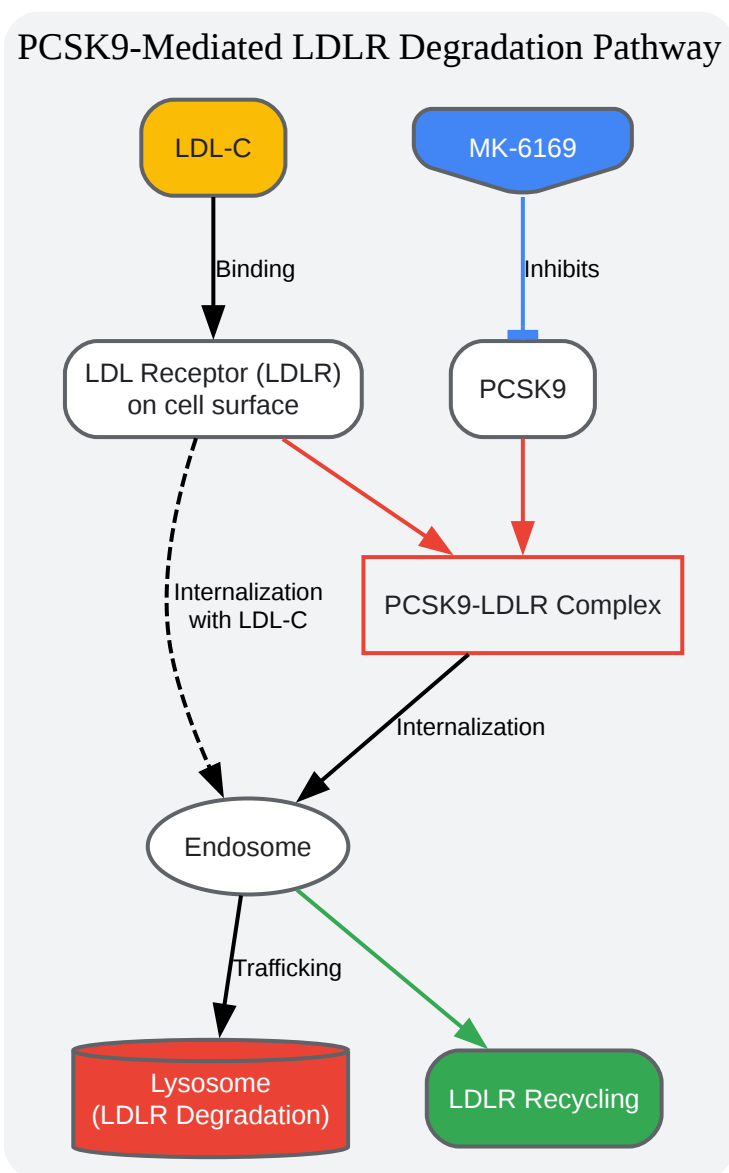 PCSK9-Mediated LDLR Degradation Pathway
LDL-C
MK-6169
Binding
Inhibits
LDL Receptor (LDLR)
on cell surface
PCSK9
Internalization
with LDL-C
PCSK9-LDLR Complex
Internalization
Endosome
Trafficking
Lysosome
(LDLR Degradation)
LDLR Recycling